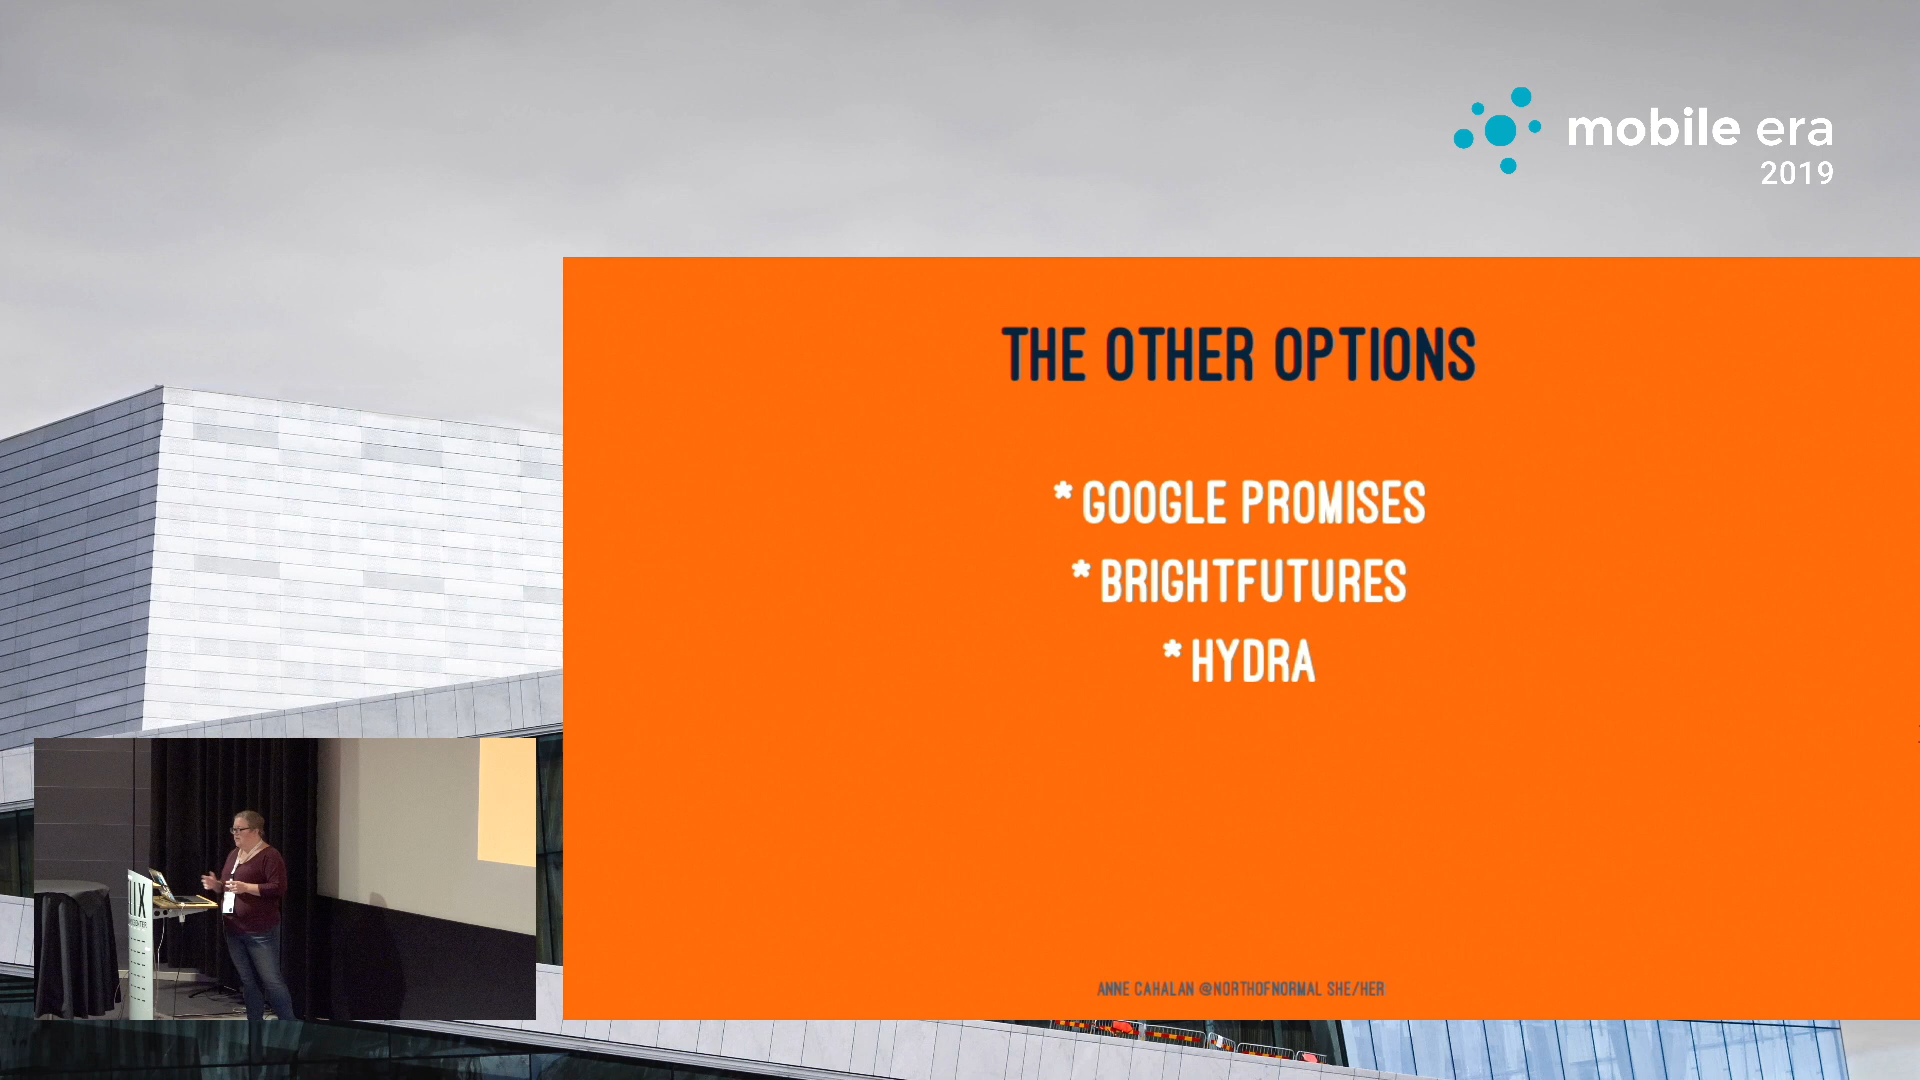 mobile era
2019
THE OTHER OPTIONS
* GOOGLE PROMISES
* BRIGHTFUTURES
* HYDRA
ANNE CAHALAN @NORTHOFNORMAL SHE/HER